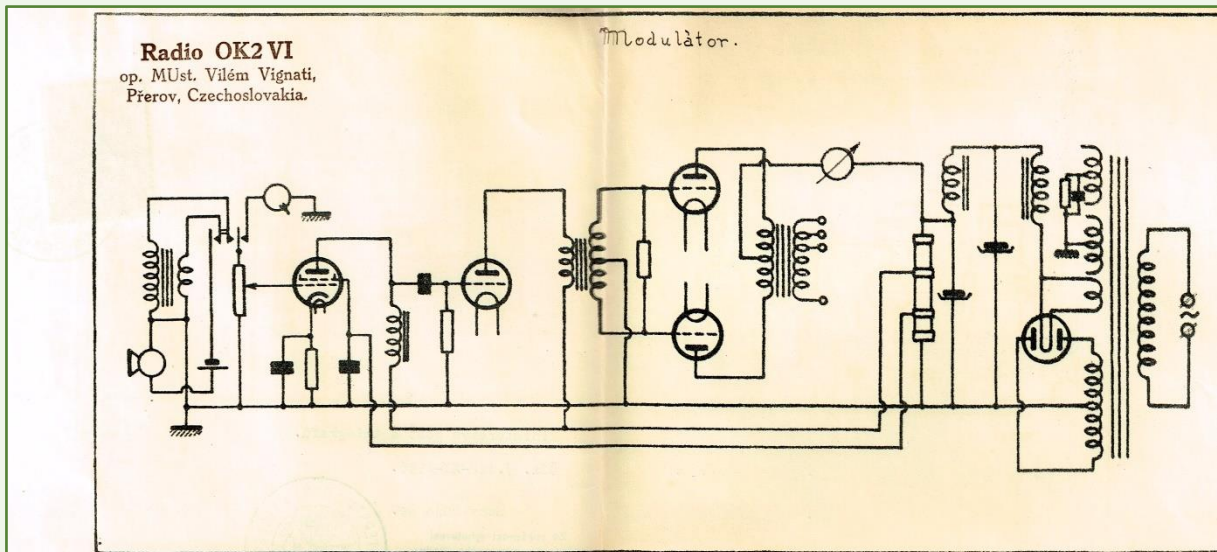 Radio OK2VI
op. MUst. Vilém Vignati,
Přerov, Czechoslovakia.
Modulàtor.